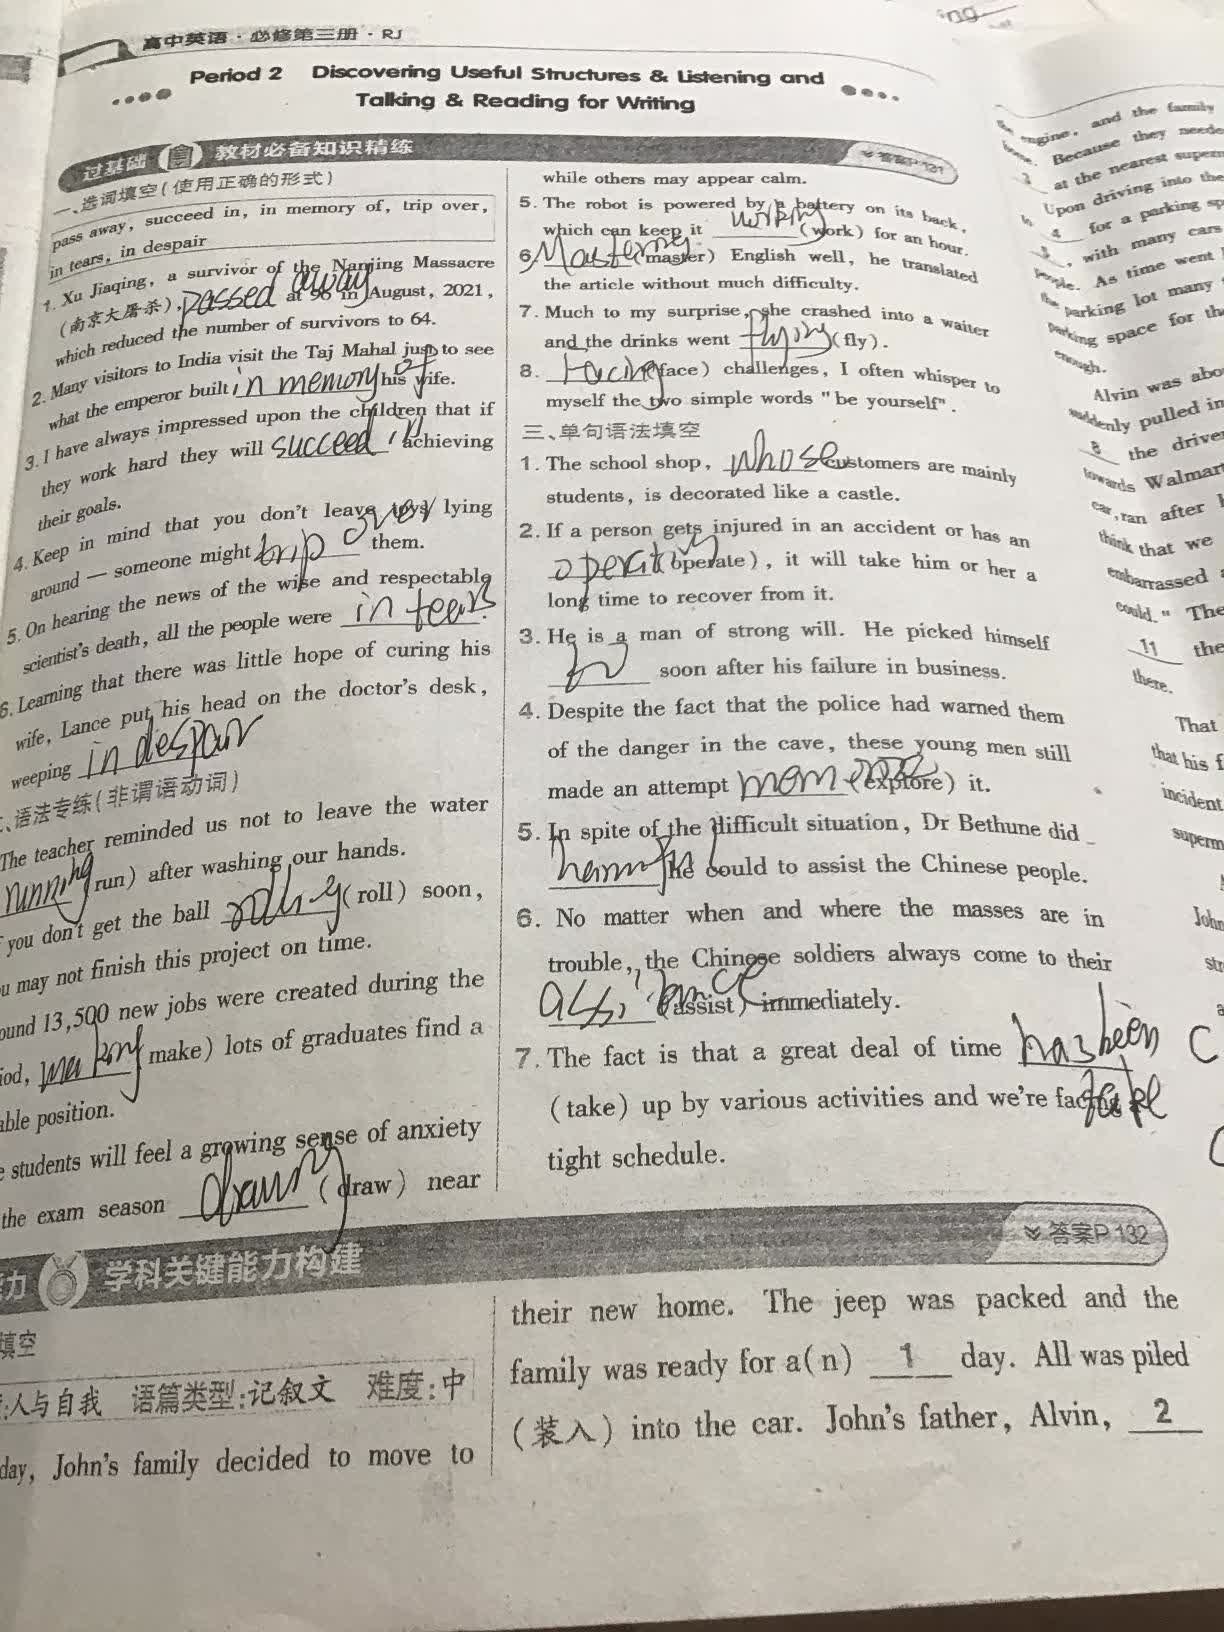 高中英语·必修第三册·RJ
Period 2 Discovering Useful Structures & Listening and
Talking & Reading for Writing
过基础 教材必备知识精练
答案P 131
一、选词填空(使用正确的形式)
pass away, succeed in, in memory of, trip over,
in tears, in despair
1. Xu Jiaqing, a survivor of the Nanjing Massacre
(南京大屠杀), passed away at 96 in August, 2021,
which reduced the number of survivors to 64.
2. Many visitors to India visit the Taj Mahal just to see
what the emperor built in memory of his wife.
3. I have always impressed upon the children that if
they work hard they will succeed in achieving
their goals.
4. Keep in mind that you don't leave toys lying
around — someone might trip over them.
5. On hearing the news of the wise and respectable
scientist's death, all the people were in tears.
6. Learning that there was little hope of curing his
wife, Lance put his head on the doctor's desk,
weeping in despair
语法专练(非谓语动词)
The teacher reminded us not to leave the water
running (run) after washing our hands.
you don't get the ball rolling (roll) soon,
may not finish this project on time.
13,500 new jobs were created during the
making make) lots of graduates find a
position.
students will feel a growing sense of anxiety
the exam season drawing (draw) near
while others may appear calm.
5. The robot is powered by a battery on its back,
which can keep it working (work) for an hour.
6. Mastering (master) English well, he translated
the article without much difficulty.
7. Much to my surprise, she crashed into a waiter
and the drinks went flying (fly).
8. Facing (face) challenges, I often whisper to
myself the two simple words "be yourself".
三、单句语法填空
1. The school shop, whose customers are mainly
students, is decorated like a castle.
2. If a person gets injured in an accident or has an
(operate), it will take him or her a
long time to recover from it.
3. He is a man of strong will. He picked himself
soon after his failure in business.
4. Despite the fact that the police had warned them
of the danger in the cave, these young men still
made an attempt (explore) it.
5. In spite of the difficult situation, Dr Bethune did
he could to assist the Chinese people.
6. No matter when and where the masses are in
trouble, the Chinese soldiers always come to their
(assist) immediately.
7. The fact is that a great deal of time has been
(take) up by various activities and we're facing a
tight schedule.
学科关键能力构建
答案P 132
填空
人与自我 语篇类型:记叙文 难度:中
day, John's family decided to move to
their new home. The jeep was packed and the
family was ready for a(n) 1 day. All was piled
(装入) into the car. John's father, Alvin, 2
engine, and the family
Because they
3 at the nearest
Upon driving into the
4 for a parking
5, with many cars
people. As time went
parking lot many
parking space for the
enough.
Alvin was
suddenly pulled in
8 the
towards Walmart
car, ran after
think that we
embarrassed
could." The
11 the
there.
That
that his
incident
John